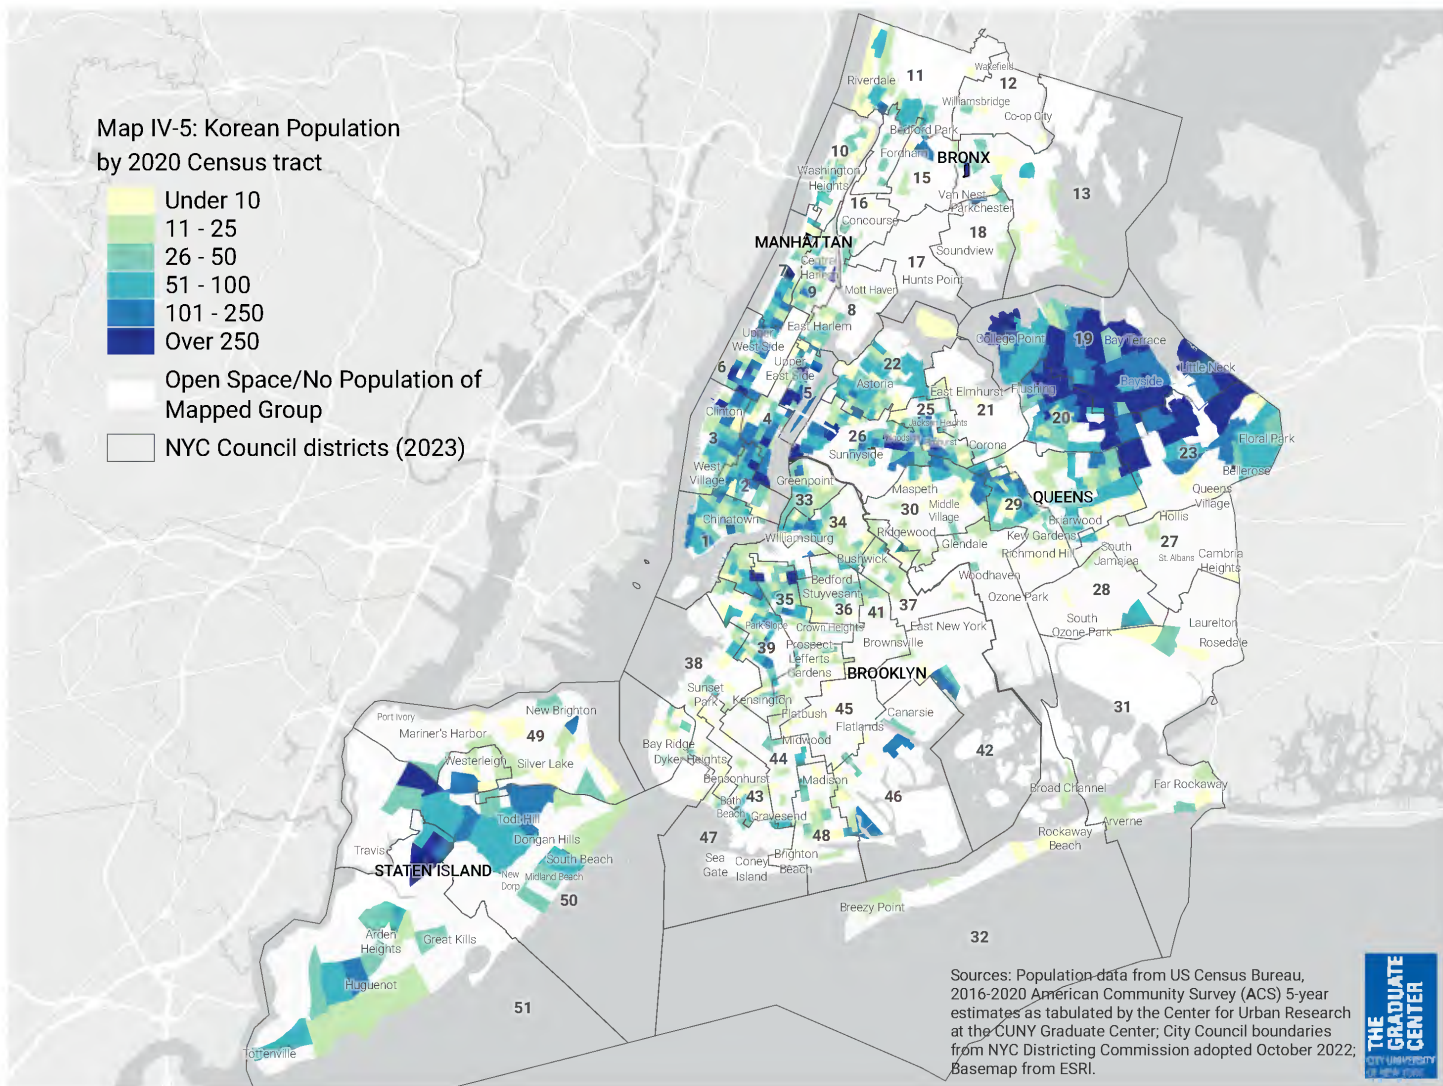 Map IV-5: Korean Population
by 2020 Census tract
Under 10
11 - 25
26 - 50
51 - 100
101 - 250
Over 250
Open Space/No Population of
Mapped Group
NYC Council districts (2023)
Riverdale
11
Wakefield
12
Williamsbridge
Co-op City
Bedford Park
10
Fordham
BRONX
Washington
Heights
15
13
Van Nest
Parkchester
16
Concourse
18
Soundview
MANHATTAN
17
Hunts Point
Central
Harlem
7
9
Mott Haven
8
East Harlem
Upper
West Side
College Point
19
Bay Terrace
6
Upper
East Side
22
Little Neck
Astoria
Flushing
Bayside
5
East Elmhurst
Clinton
4
25
21
20
Jackson Heights
3
26
Corona
Floral Park
Sunnyside
23
West
Village
Bellerose
2
Greenpoint
Maspeth
QUEENS
Queens
Village
33
30
Middle
Village
29
Chinatown
34
Briarwood
Hollis
1
Williamsburg
Ridgewood
Kew Gardens
27
Glendale
Richmond Hill
South
Jamaica
St. Albans
Cambria
Heights
Bushwick
Woodhaven
Bedford
Stuyvesant
28
35
36
41
37
Ozone Park
Park Slope
Crown Heights
East New York
South
Ozone Park
Laurelton
39
Prospect
Lefferts
Gardens
Brownsville
Rosedale
38
BROOKLYN
Sunset
Park
Kensington
Flatbush
45
Canarsie
31
Port Ivory
New Brighton
Flatlands
Mariner's Harbor
49
Bay Ridge
Midwood
42
Dyker Heights
44
Westerleigh
Silver Lake
Bensonhurst
Madison
Broad Channel
Far Rockaway
Bath
Beach
43
46
Todt Hill
Gravesend
Arverne
Dongan Hills
47
48
Rockaway
Beach
Travis
South Beach
Sea
Gate
Coney
Island
Brighton
Beach
STATEN ISLAND
New
Dorp
Midland Beach
50
Breezy Point
Arden
Heights
Great Kills
32
Huguenot
51
Tottenville
Sources: Population data from US Census Bureau,
2016-2020 American Community Survey (ACS) 5-year
estimates as tabulated by the Center for Urban Research
at the CUNY Graduate Center; City Council boundaries
from NYC Districting Commission adopted October 2022;
Basemap from ESRI.
THE
GRADUATE
CENTER
CITY UNIVERSITY
OF NEW YORK